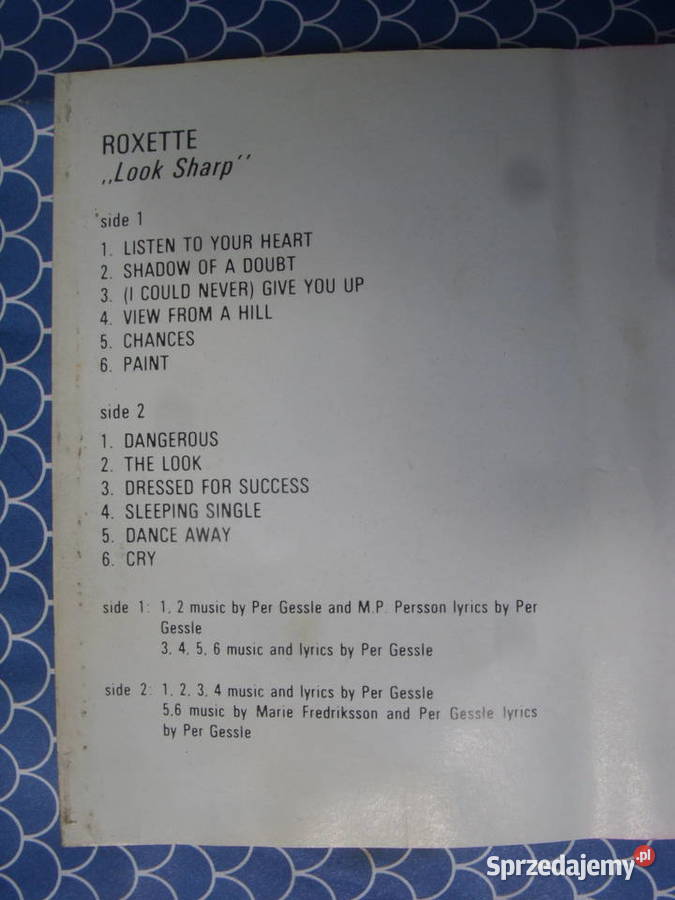 ROXETTE
,,Look Sharp´´
side 1
1. LISTEN TO YOUR HEART
2. SHADOW OF A DOUBT
3. (I COULD NEVER) GIVE YOU UP
4. VIEW FROM A HILL
5. CHANCES
6. PAINT
side 2
1. DANGEROUS
2. THE LOOK
3. DRESSED FOR SUCCESS
4. SLEEPING SINGLE
5. DANCE AWAY
6. CRY
side 1: 1, 2 music by Per Gessle and M.P. Persson lyrics by Per
Gessle
3, 4, 5, 6 music and lyrics by Per Gessle
side 2: 1, 2, 3, 4 music and lyrics by Per Gessle
5,6 music by Marie Fredriksson and Per Gessle lyrics
by Per Gessle
Sprzedajemy.pl